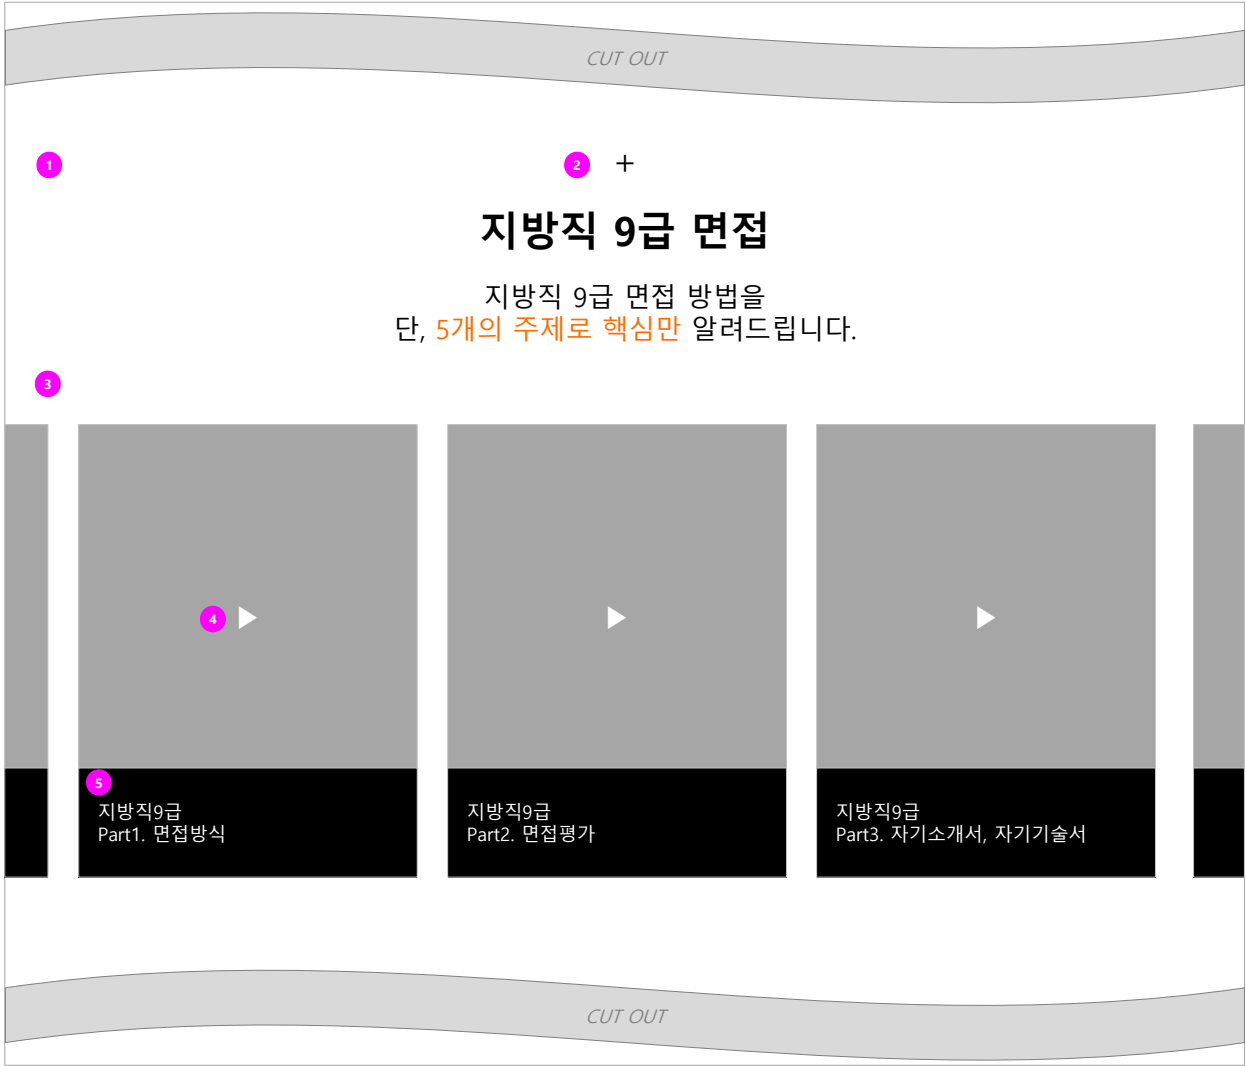 CUT OUT
1
2 +
지방직 9급 면접
지방직 9급 면접 방법을
단, 5개의 주제로 핵심만 알려드립니다.
3
4
5
지방직9급
Part1. 면접방식
지방직9급
Part2. 면접평가
지방직9급
Part3. 자기소개서, 자기기술서
CUT OUT